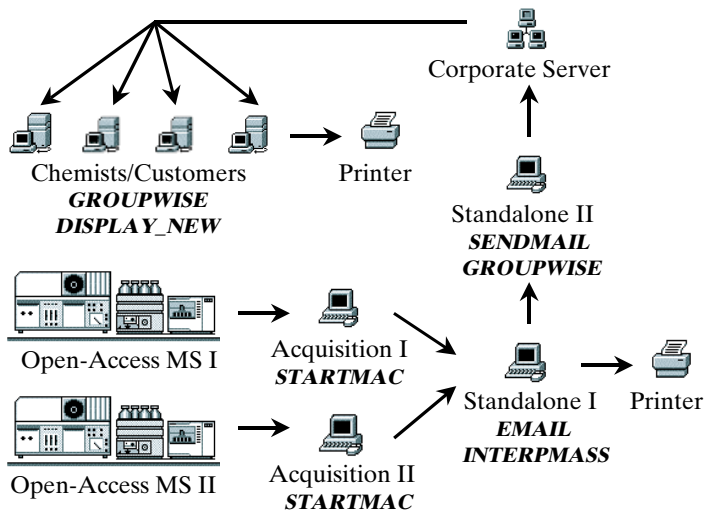 Corporate Server
Chemists/Customers
GROUPWISE
DISPLAY_NEW
Printer
Standalone II
SENDMAIL
GROUPWISE
Open-Access MS I
Acquisition I
STARTMAC
Standalone I
EMAIL
INTERPMASS
Printer
Open-Access MS II
Acquisition II
STARTMAC